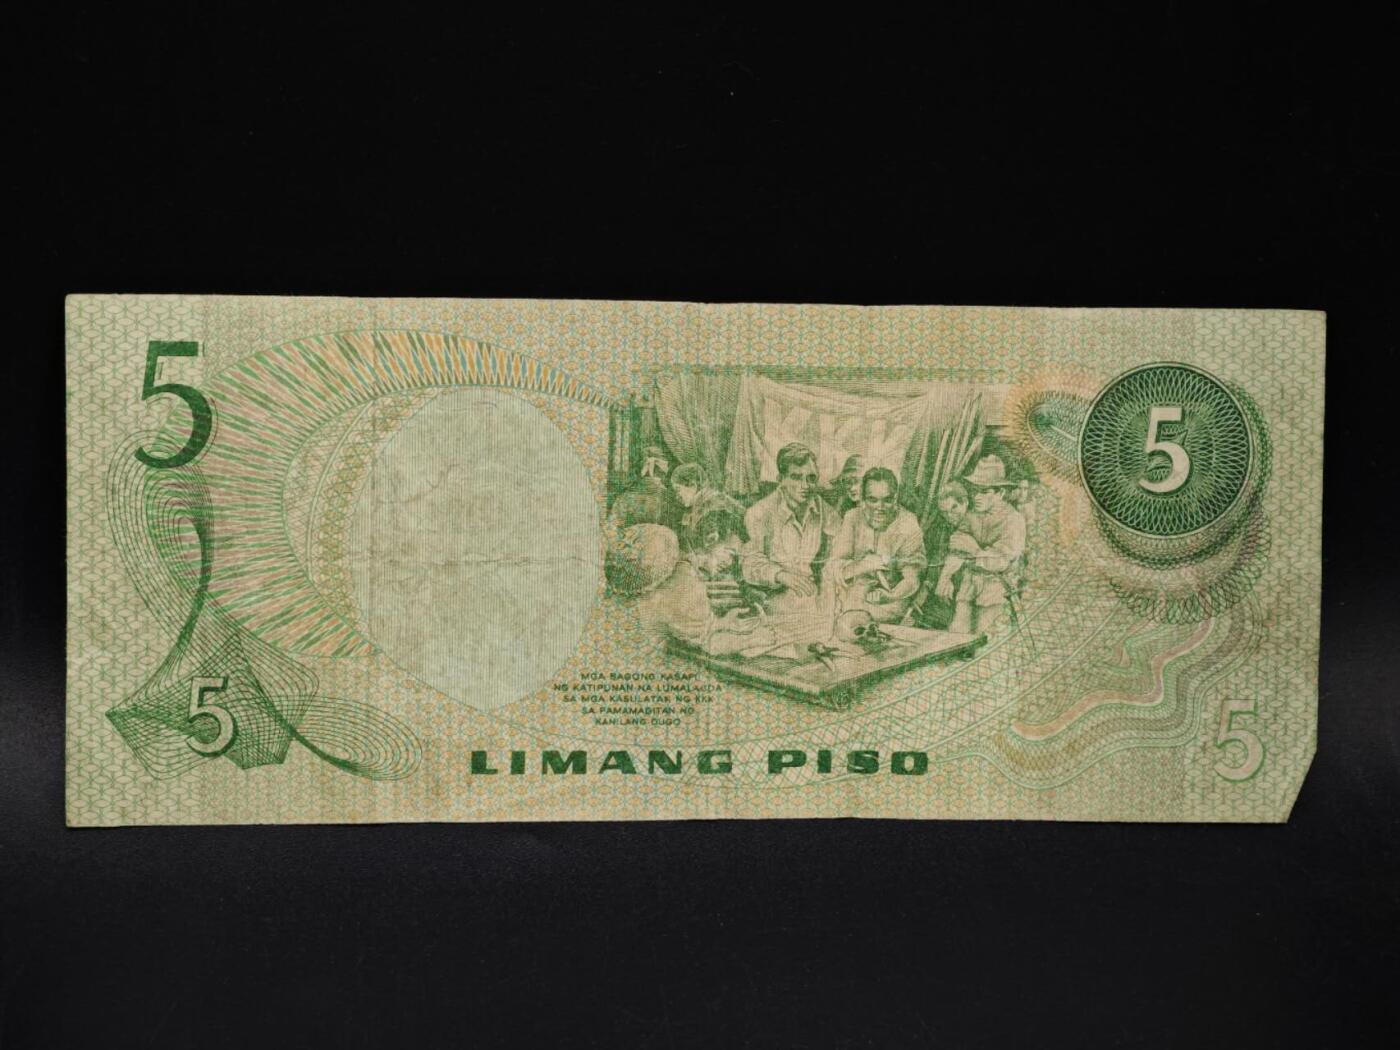 5
5
KKK
MGA BAGONG KASAPI
NG KATIPUNAN NA LUMALAGDA
SA MGA KASULATAN NG KKK
SA PAMAMAGITAN NG
KANILANG DUGO
5
LIMANG PISO
5